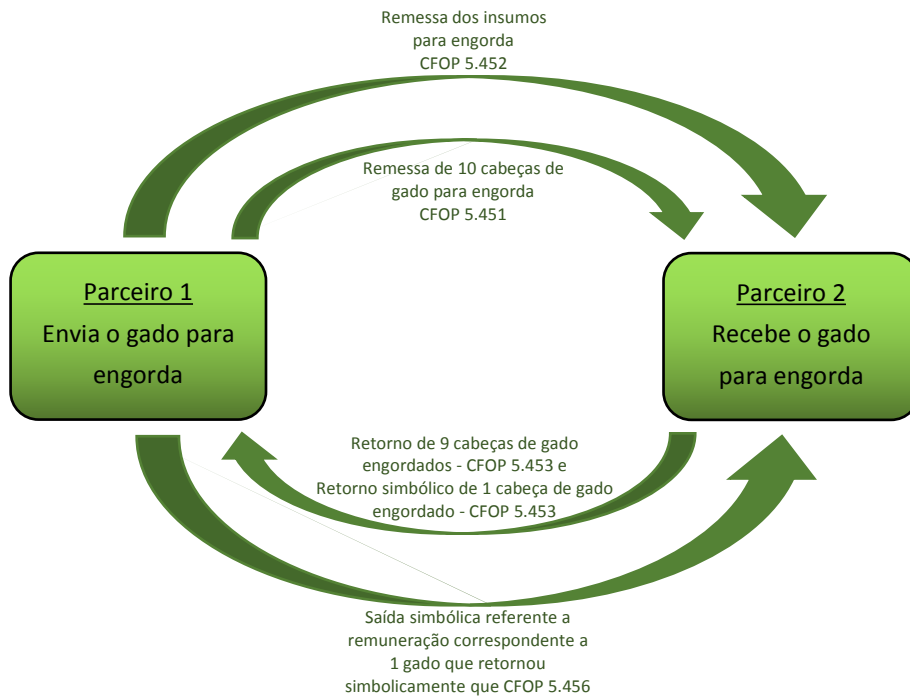 Remessa dos insumos
para engorda
CFOP 5.452
Remessa de 10 cabeças de
gado para engorda
CFOP 5.451
Parceiro 1
Envia o gado para
engorda
Parceiro 2
Recebe o gado
para engorda
Retorno de 9 cabeças de gado
engordados - CFOP 5.453 e
Retorno simbólico de 1 cabeça de gado
engordado - CFOP 5.453
Saída simbólica referente a
remuneração correspondente a
1 gado que retornou
simbolicamente que CFOP 5.456